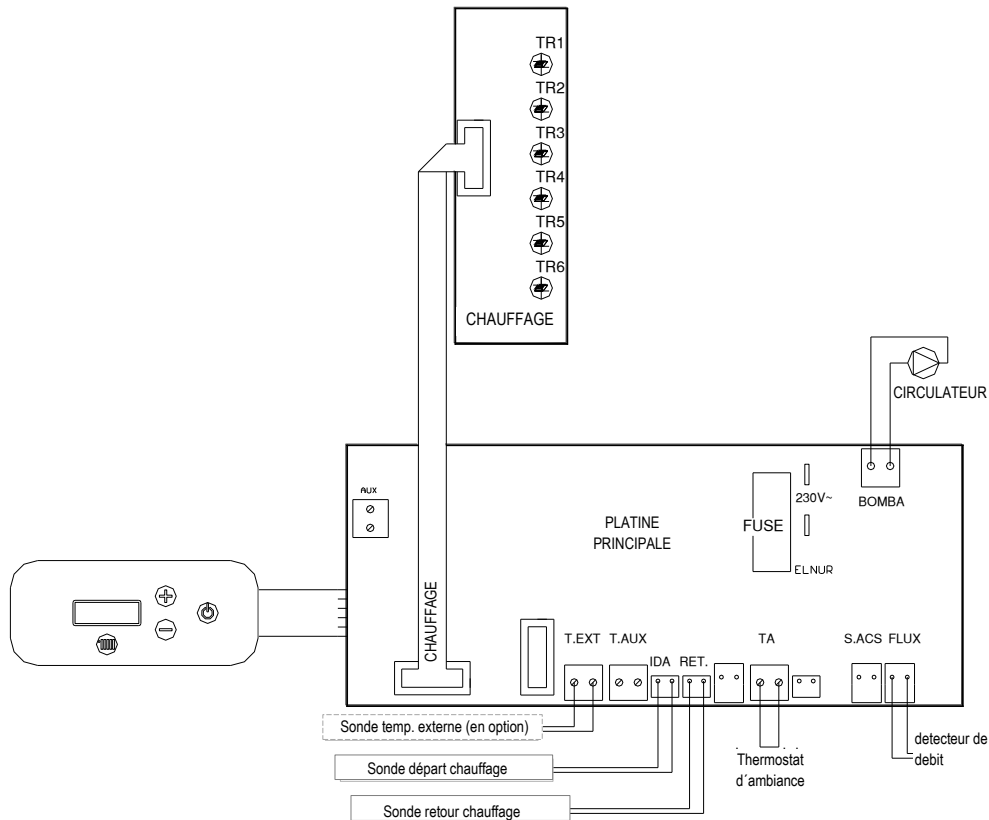 TR1
TR2
TR3
TR4
TR5
TR6
CHAUFFAGE
CIRCULATEUR
BOMBA
230V~
FUSE
ELNUR
AUX
PLATINE
PRINCIPALE
CHAUFFAGE
T.EXT
T.AUX
IDA
RET.
TA
S.ACS
FLUX
Sonde temp. externe (en option)
Sonde départ chauffage
Sonde retour chauffage
Thermostat
d´ambiance
detecteur de
debit